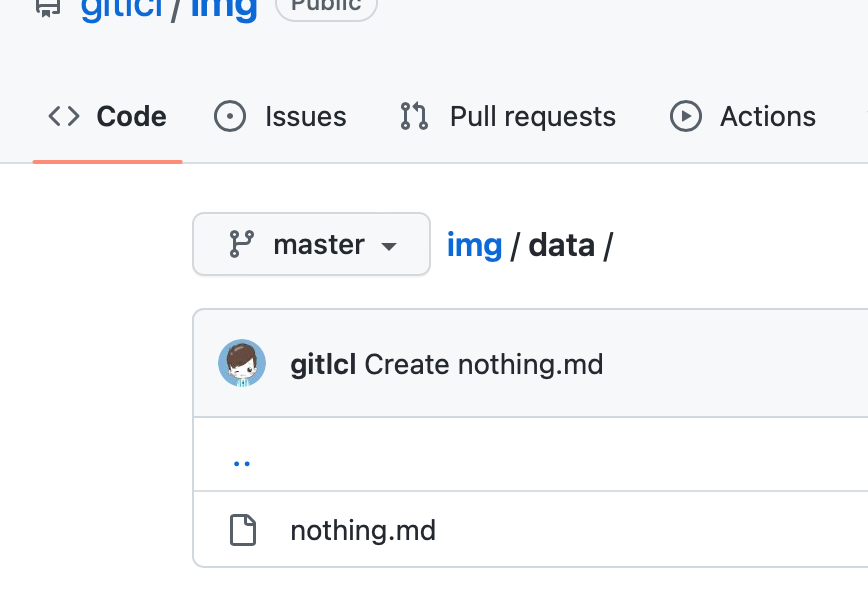 gitlcl / img Public
Code Issues Pull requests Actions
master img / data /
gitlcl Create nothing.md
..
nothing.md